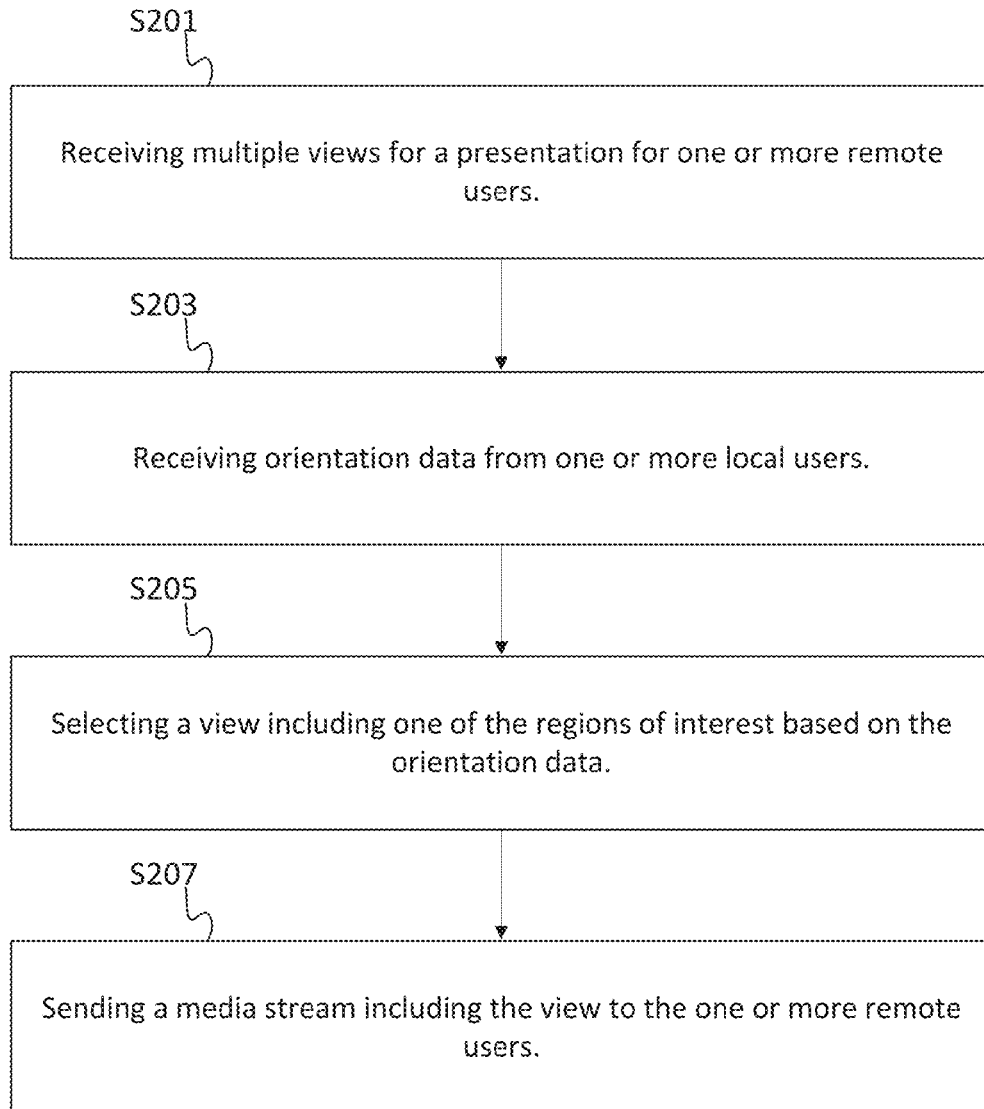 S201
Receiving multiple views for a presentation for one or more remote
users.
S203
Receiving orientation data from one or more local users.
S205
Selecting a view including one of the regions of interest based on the
orientation data.
S207
Sending a media stream including the view to the one or more remote
users.